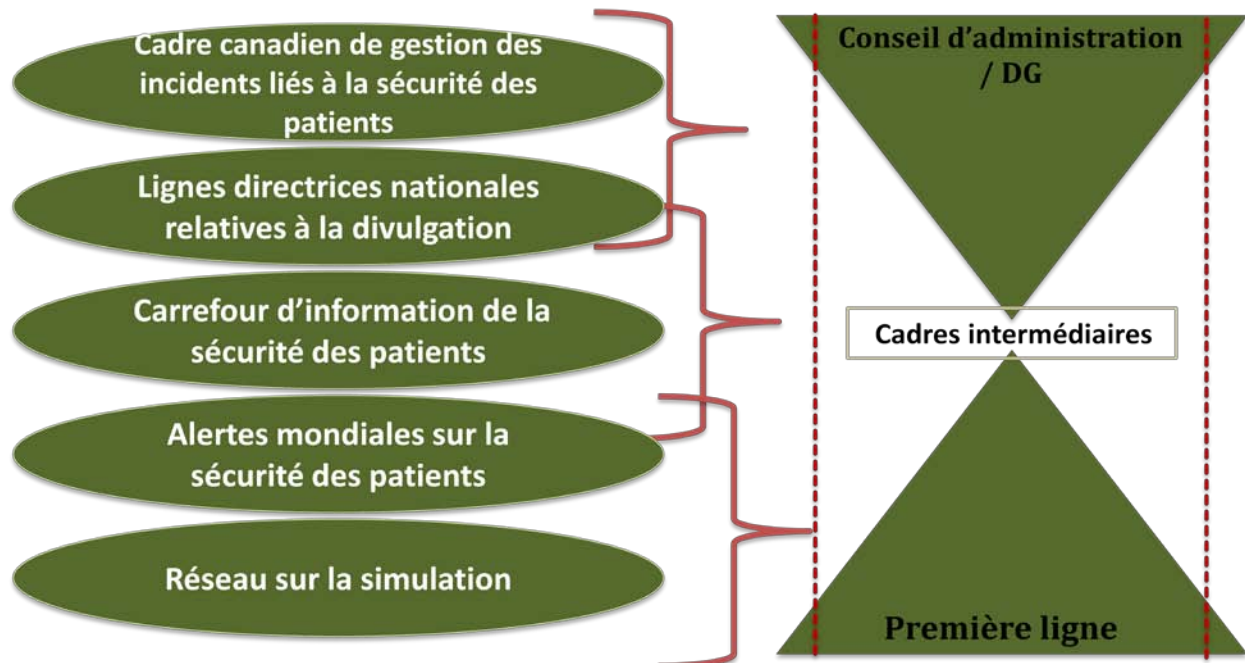 Cadre canadien de gestion des
incidents liés à la sécurité des
patients
Lignes directrices nationales
relatives à la divulgation
Carrefour d’information de la
sécurité des patients
Alertes mondiales sur la
sécurité des patients
Réseau sur la simulation
Conseil d’administration
/ DG
Cadres intermédiaires
Première ligne